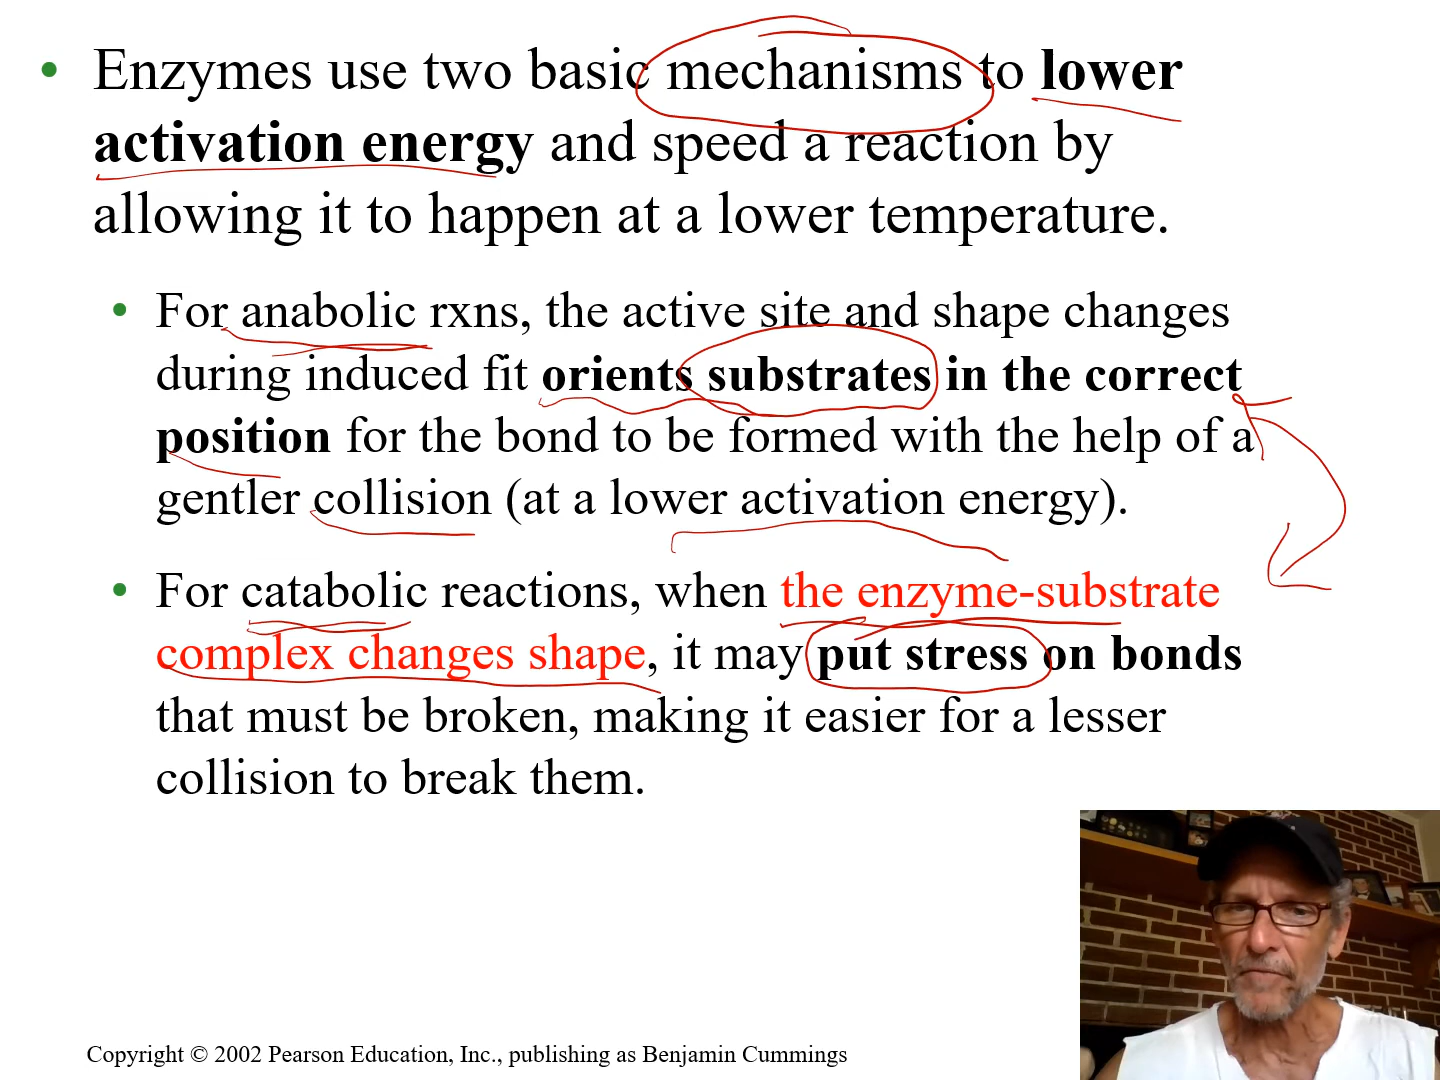 • Enzymes use two basic mechanisms to lower
activation energy and speed a reaction by
allowing it to happen at a lower temperature.
• For anabolic rxns, the active site and shape changes
during induced fit orients substrates in the correct
position for the bond to be formed with the help of a
gentler collision (at a lower activation energy).
• For catabolic reactions, when the enzyme-substrate
complex changes shape, it may put stress on bonds
that must be broken, making it easier for a lesser
collision to break them.
Copyright © 2002 Pearson Education, Inc., publishing as Benjamin Cummings